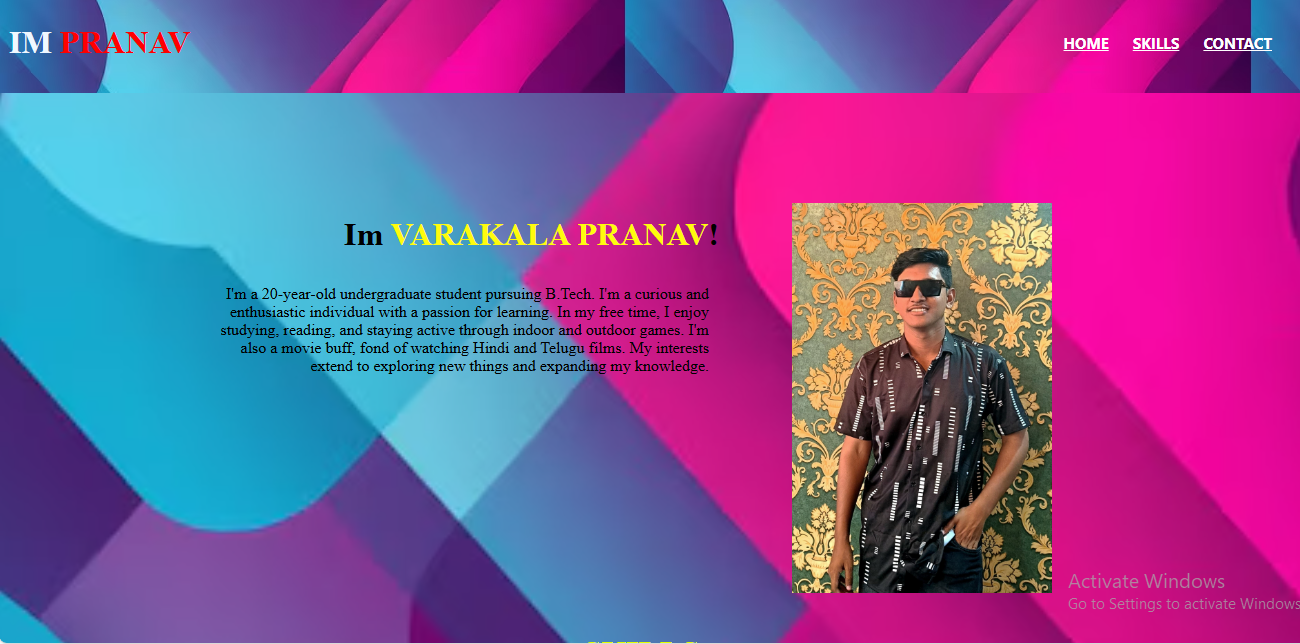 IM PRANAV
HOME SKILLS CONTACT
Im VARAKALA PRANAV!
I'm a 20-year-old undergraduate student pursuing B.Tech. I'm a curious and
enthusiastic individual with a passion for learning. In my free time, I enjoy
studying, reading, and staying active through indoor and outdoor games. I'm
also a movie buff, fond of watching Hindi and Telugu films. My interests
extend to exploring new things and expanding my knowledge.
Activate Windows
Go to Settings to activate Windows